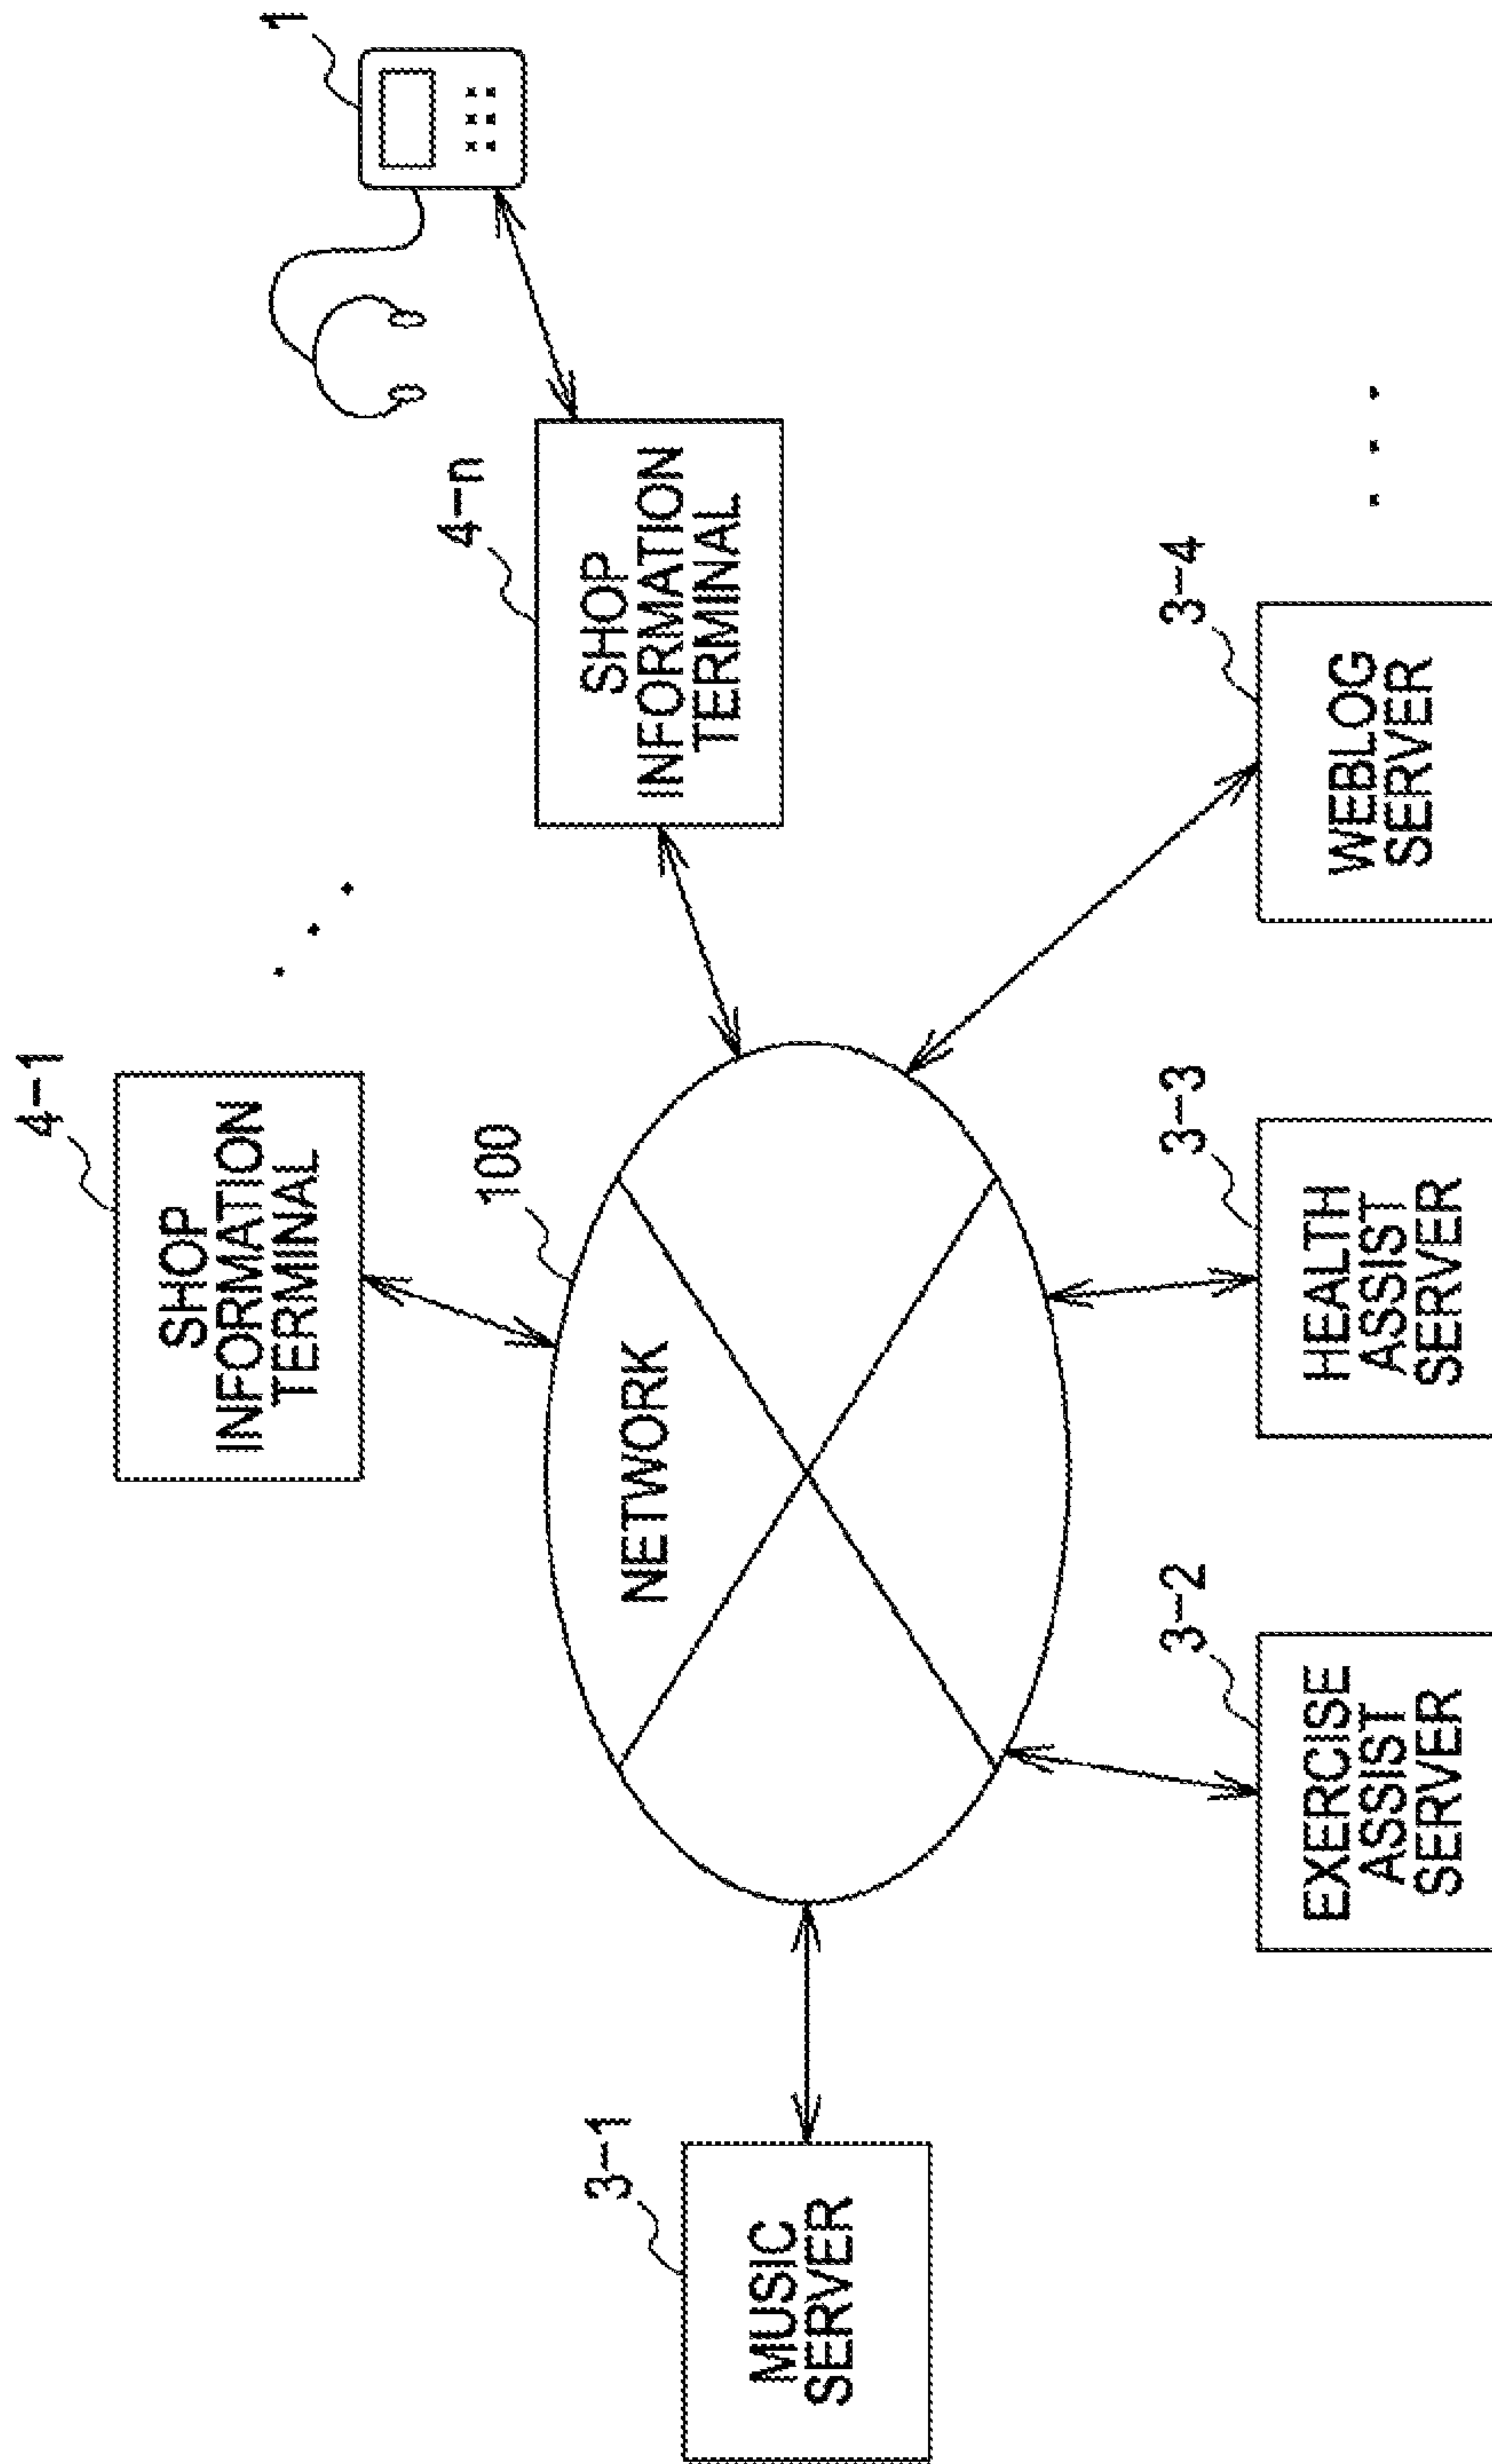 4-1
SHOP
INFORMATION
TERMINAL
4-n
SHOP
INFORMATION
TERMINAL
1
100
NETWORK
3-1
MUSIC
SERVER
3-2
EXERCISE
ASSIST
SERVER
3-3
HEALTH
ASSIST
SERVER
3-4
WEBLOG
SERVER